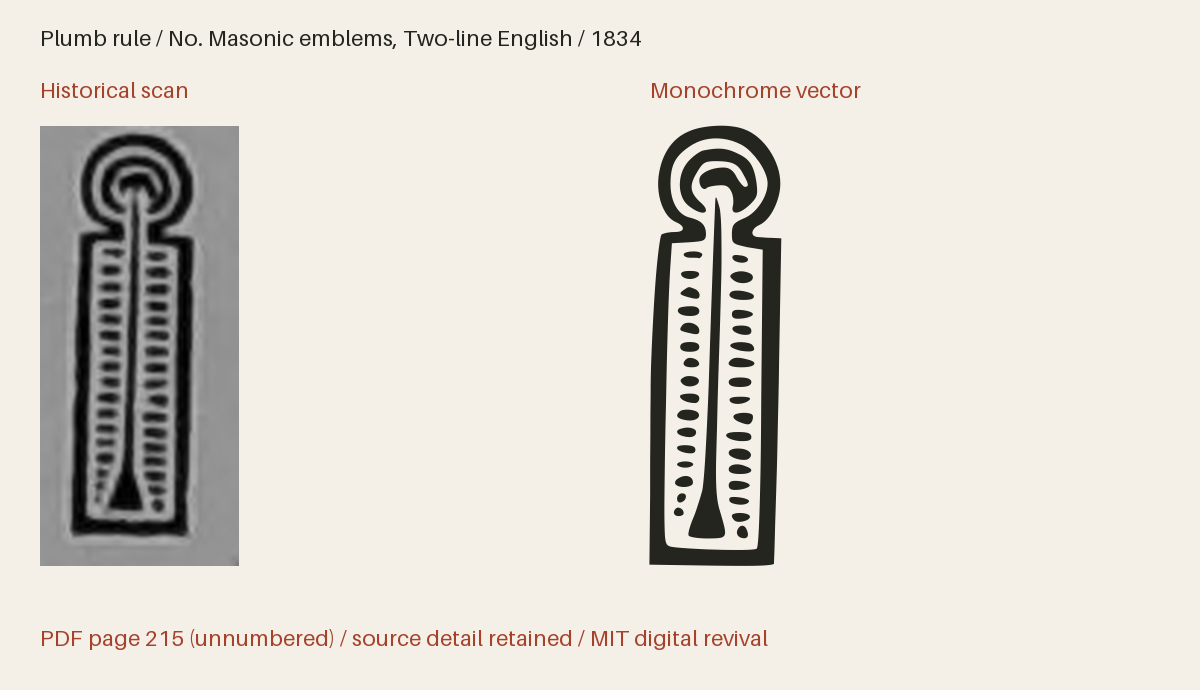 Plumb rule / No. Masonic emblems, Two-line English / 1834
Historical scan
Monochrome vector
PDF page 215 (unnumbered) / source detail retained / MIT digital revival